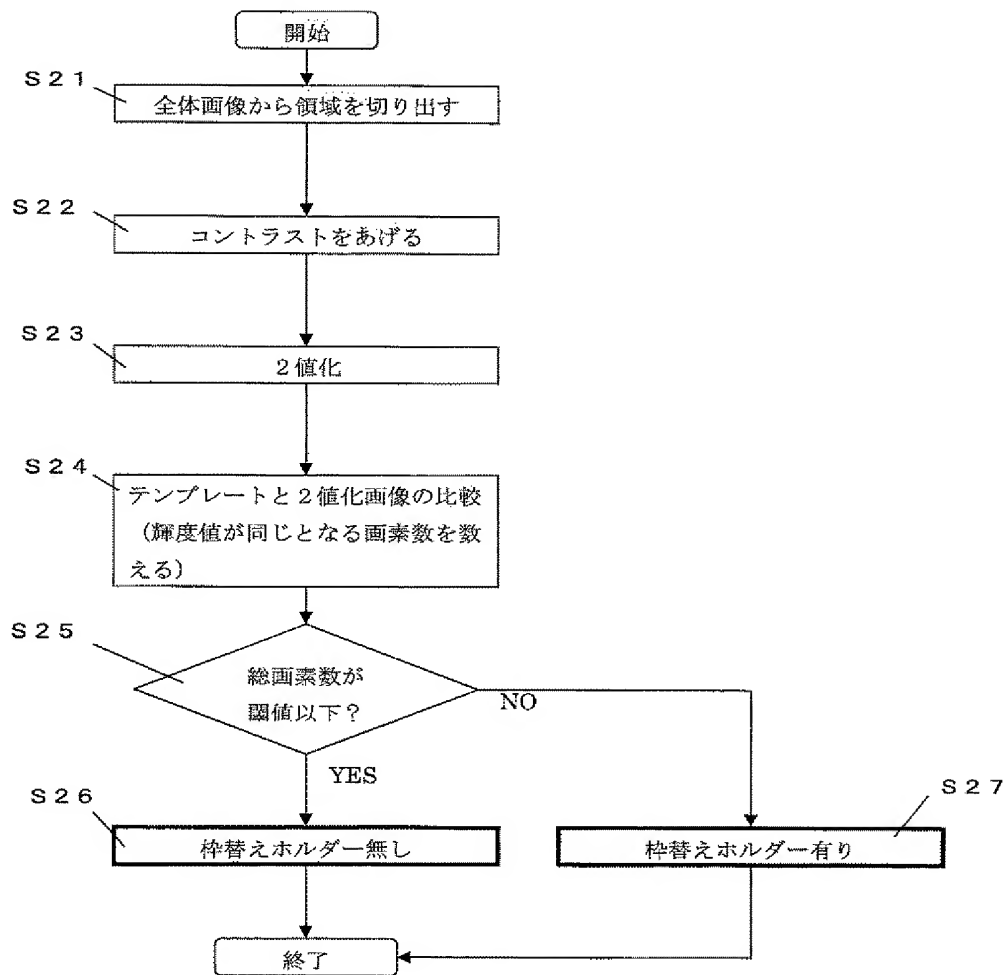 開始
S21
全体画像から領域を切り出す
S22
コントラストをあげる
S23
2値化
S24
テンプレートと2値化画像の比較
(輝度値が同じとなる画素数を数
える)
S25
総画素数が
閾値以下?
NO
YES
S26
枠替えホルダー無し
S27
枠替えホルダー有り
終了